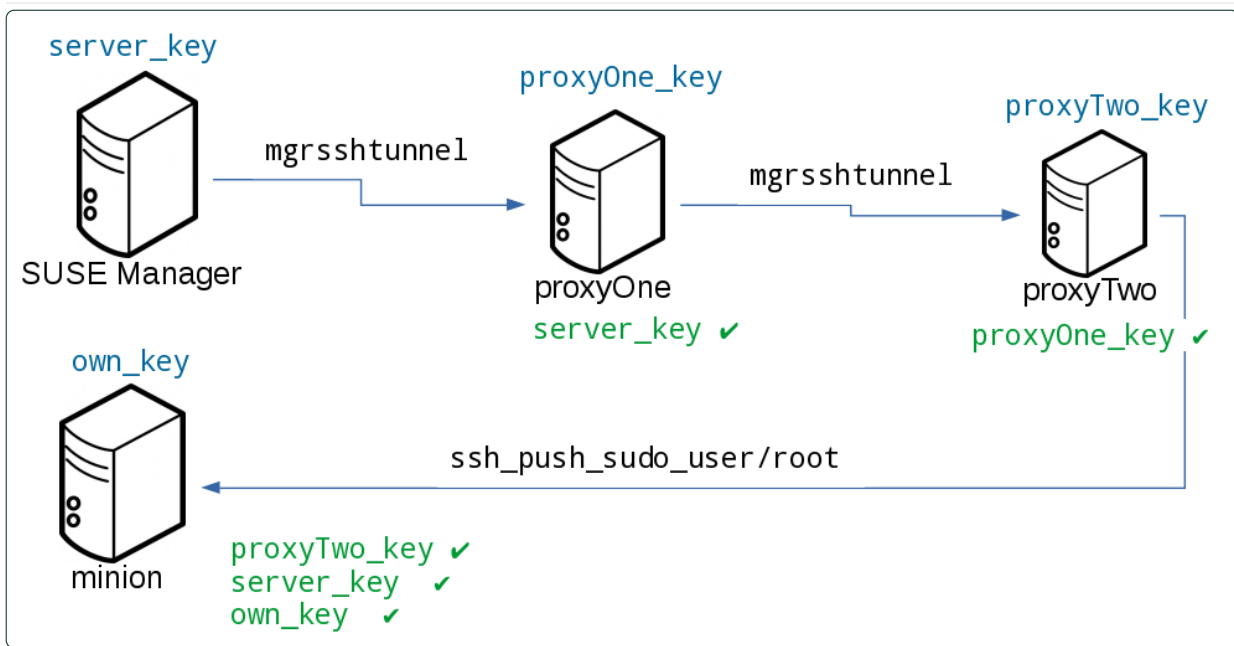 server_key
proxyOne_key
proxyTwo_key
mgrsshtunnel
mgrsshtunnel
SUSE Manager
proxyOne
proxyTwo
server_key ✔
proxyOne_key ✔
own_key
ssh_push_sudo_user/root
minion
proxyTwo_key ✔
server_key ✔
own_key ✔